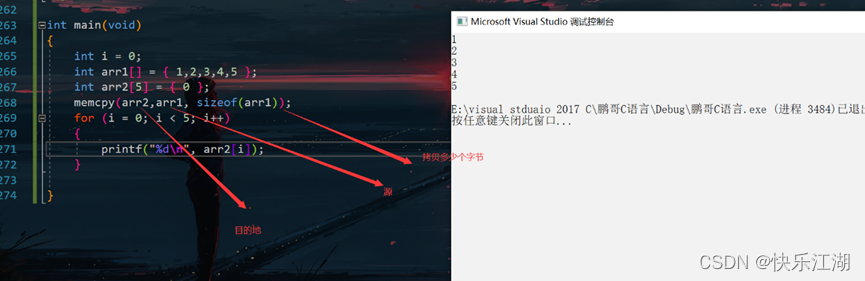 262
263 int main(void)
264 {
265 int i = 0;
266 int arr1[] = { 1,2,3,4,5 };
267 int arr2[5] = { 0 };
268 memcpy(arr2,arr1, sizeof(arr1));
269 for (i = 0; i < 5; i++)
270 {
271 printf("%d\n", arr2[i]);
272 }
273
274 }
拷贝多少个字节
源
目的地
Microsoft Visual Studio 调试控制台
1
2
3
4
5
E:\visual stduaio 2017 C\鹏哥C语言\Debug\鹏哥C语言.exe (进程 3484)已退出
按任意键关闭此窗口...
CSDN @快乐江湖